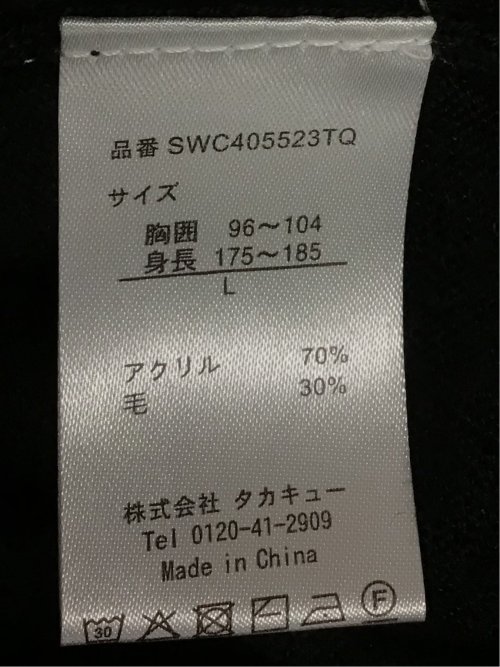 品番 SWC405523TQ
サイズ
胸囲 96～104
身長 175～185
L
アクリル 70%
毛 30%
株式会社 タカキュー
Tel 0120-41-2909
Made in China
30 F